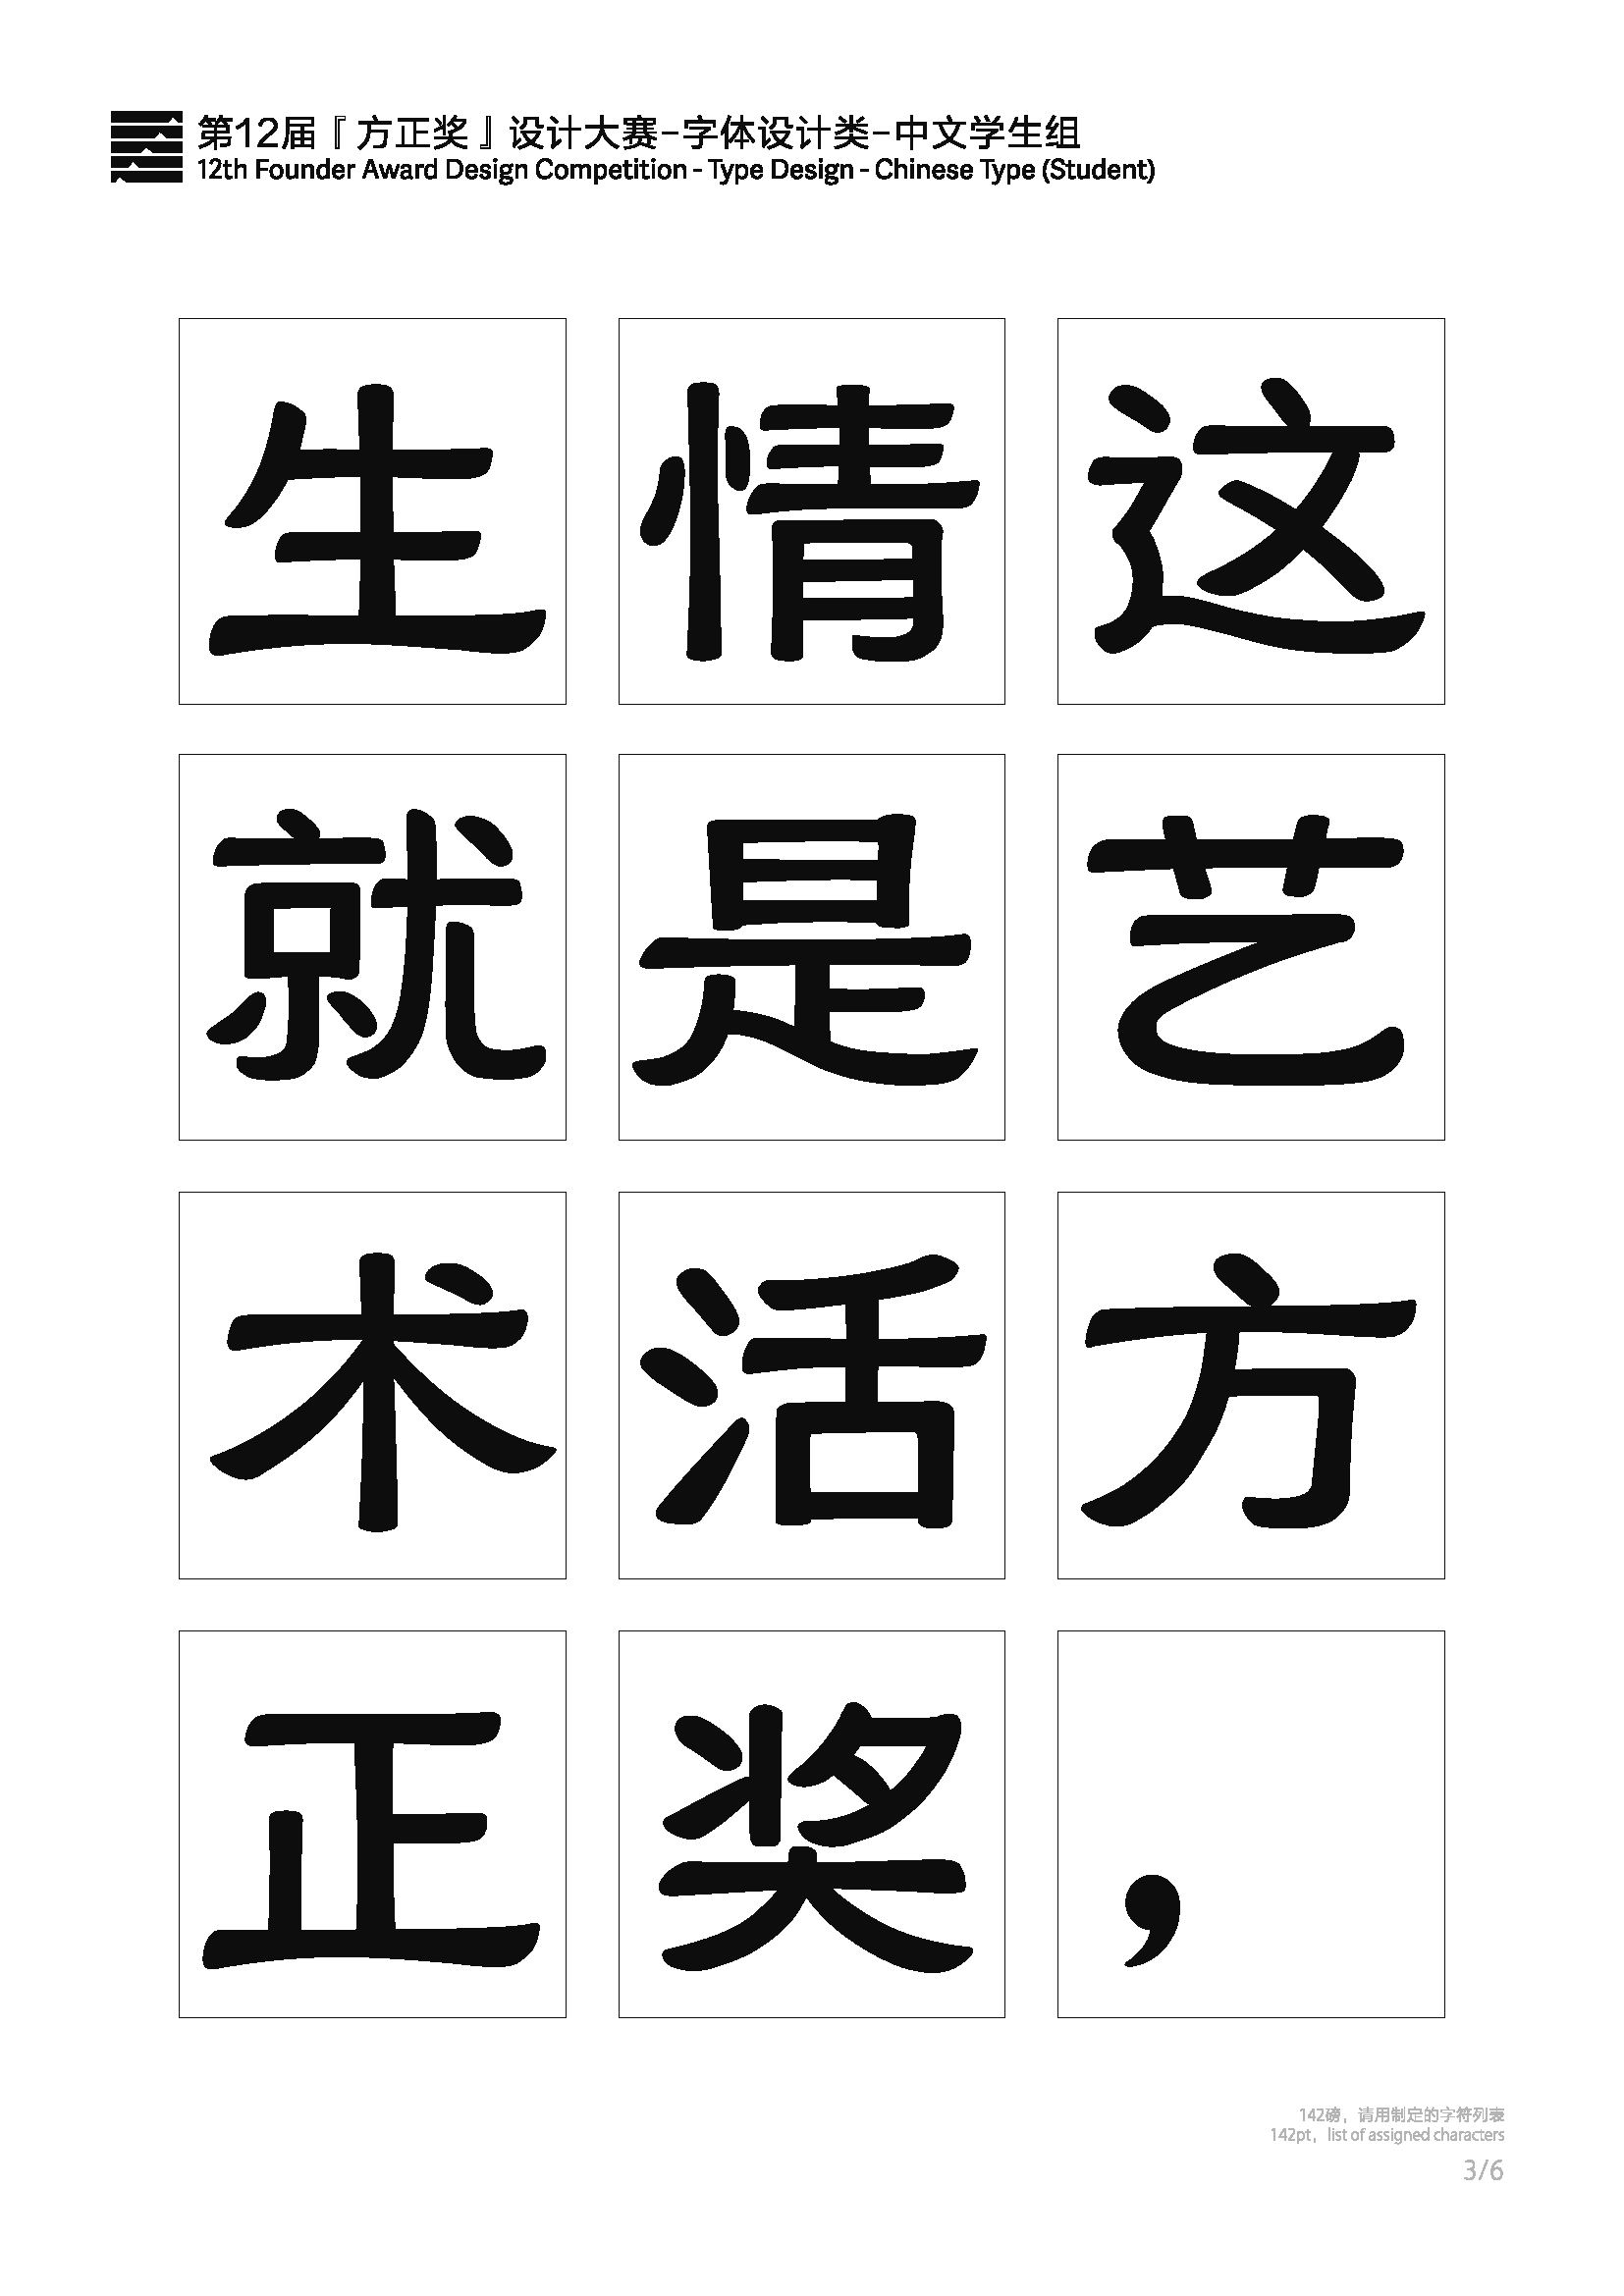 第12届『方正奖』设计大赛-字体设计类-中文学生组
12th Founder Award Design Competition - Type Design - Chinese Type (Student)
生情这
就是艺
术活方
正奖，
142磅，请用制定的字符列表
142pt，list of assigned characters
3/6